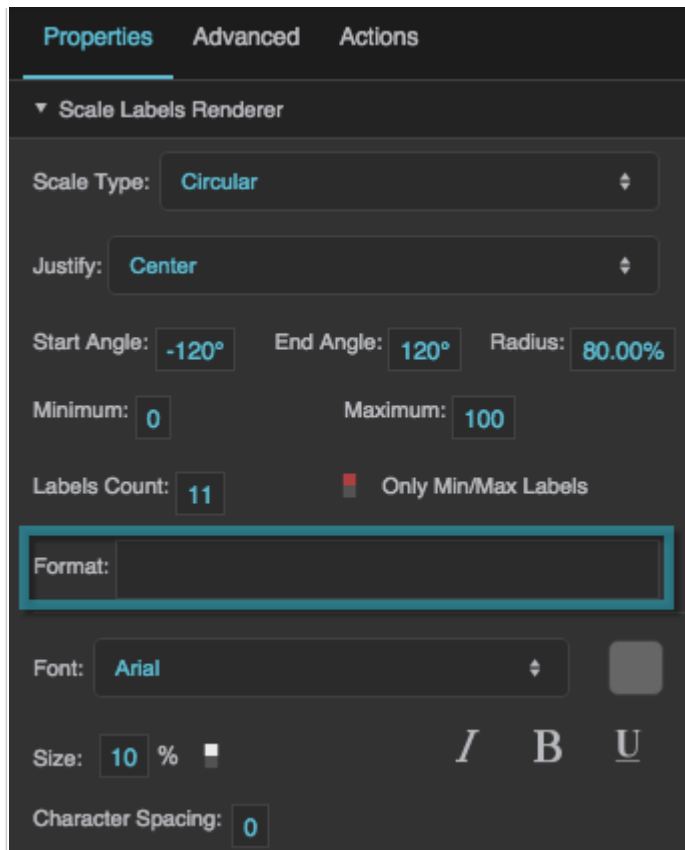 Properties Advanced Actions
Scale Labels Renderer
Scale Type: Circular
Justify: Center
Start Angle: -120° End Angle: 120° Radius: 80.00%
Minimum: 0 Maximum: 100
Labels Count: 11 Only Min/Max Labels
Format:
Font: Arial
Size: 10 % I B U
Character Spacing: 0